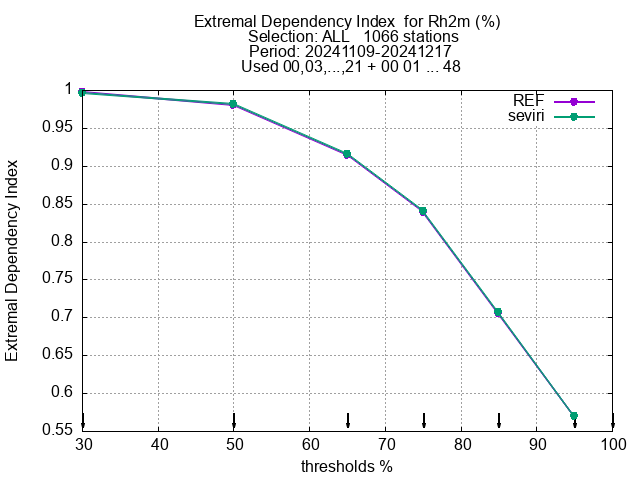 Extremal Dependency Index  for Rh2m (%)
Selection: ALL   1066 stations
Period: 20241109-20241217
Used 00,03,...,21 + 00 01 ... 48
REF
seviri
Extremal Dependency Index
1
0.95
0.9
0.85
0.8
0.75
0.7
0.65
0.6
0.55
30 40 50 60 70 80 90 100
thresholds %